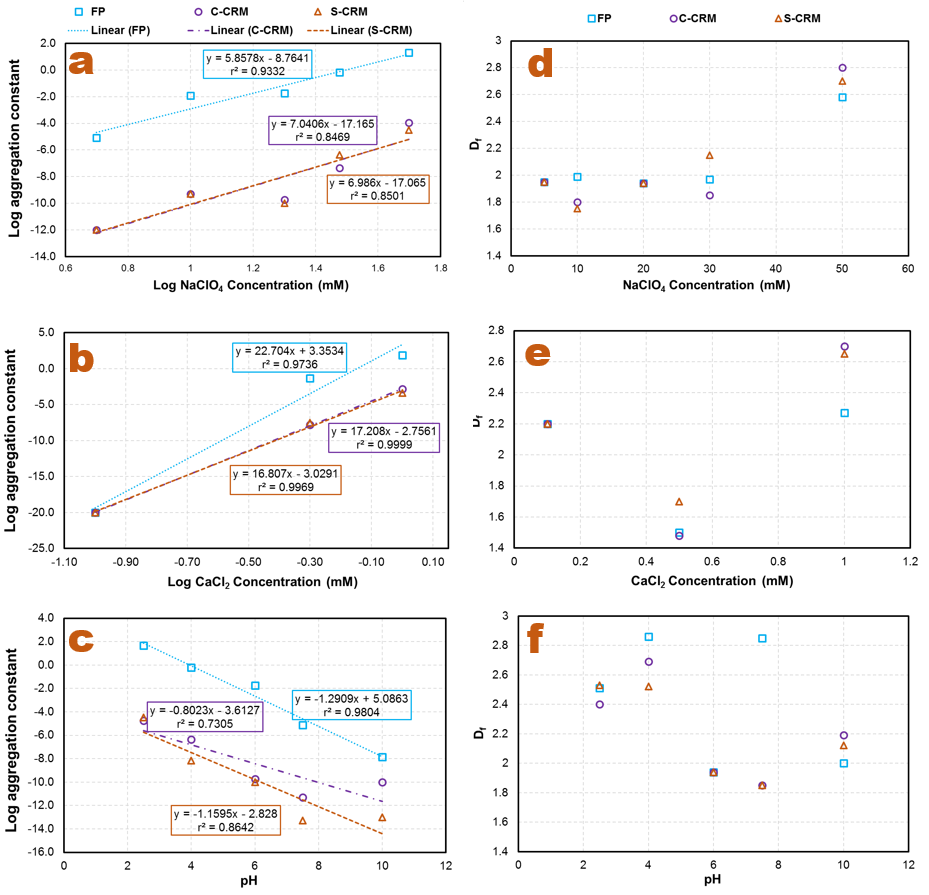 FP C-CRM S-CRM
Linear (FP) Linear (C-CRM) Linear (S-CRM)
a
Log aggregation constant
2.0
0.0
-2.0
-4.0
-6.0
-8.0
-10.0
-12.0
-14.0
y = 5.8578x - 8.7641
r² = 0.9332
y = 7.0406x - 17.165
r² = 0.8469
y = 6.986x - 17.065
r² = 0.8501
0.6 0.8 1 1.2 1.4 1.6 1.8
Log NaClO₄ Concentration (mM)
FP C-CRM S-CRM
d
Df
3
2.8
2.6
2.4
2.2
2
1.8
1.6
1.4
0 10 20 30 40 50 60
NaClO₄ Concentration (mM)
b
Log aggregation constant
5.0
0.0
-5.0
-10.0
-15.0
-20.0
-25.0
y = 22.704x + 3.3534
r² = 0.9736
y = 17.208x - 2.7561
r² = 0.9999
y = 16.807x - 3.0291
r² = 0.9969
-1.10 -0.90 -0.70 -0.50 -0.30 -0.10 0.10
Log CaCl₂ Concentration (mM)
e
Df
2.8
2.6
2.4
2.2
2
1.8
1.6
1.4
0 0.2 0.4 0.6 0.8 1 1.2
CaCl₂ Concentration (mM)
c
Log aggregation constant
4.0
2.0
0.0
-2.0
-4.0
-6.0
-8.0
-10.0
-12.0
-14.0
-16.0
y = -0.8023x - 3.6127
r² = 0.7305
y = -1.2909x + 5.0863
r² = 0.9804
y = -1.1595x - 2.828
r² = 0.8642
0 2 4 6 8 10 12
pH
f
Df
3
2.8
2.6
2.4
2.2
2
1.8
1.6
1.4
0 2 4 6 8 10 12
pH